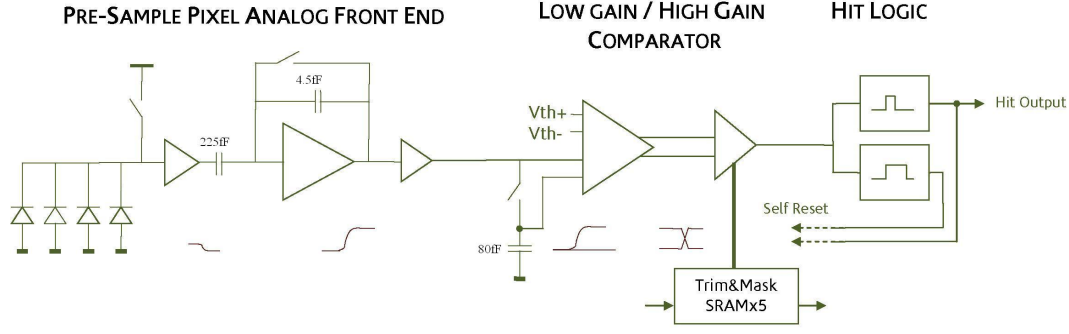 PRE-SAMPLE PIXEL ANALOG FRONT END
LOW GAIN / HIGH GAIN
COMPARATOR
HIT LOGIC
4.5fF
225fF
Vth+
Vth-
Hit Output
Self Reset
80fF
Trim&Mask
SRAMx5